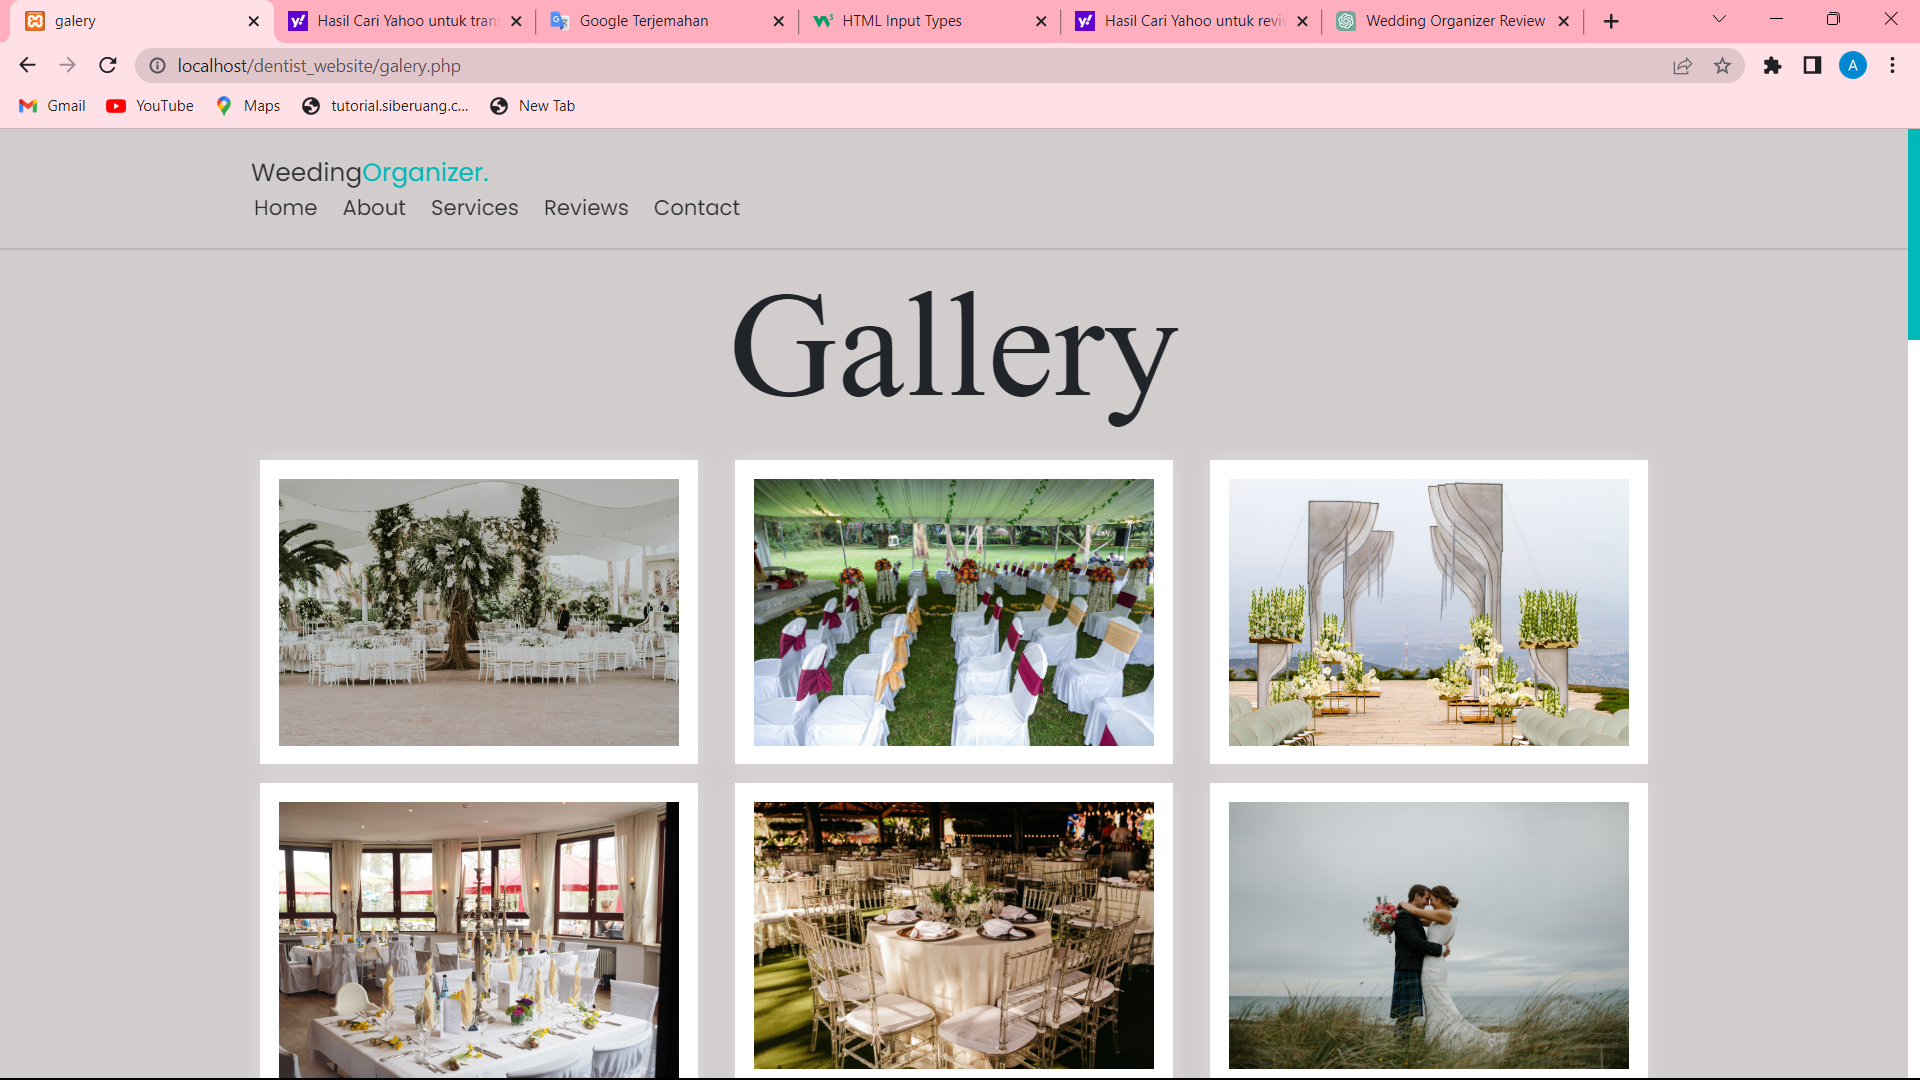 galery
Hasil Cari Yahoo untuk tran
Google Terjemahan
HTML Input Types
Hasil Cari Yahoo untuk revi
Wedding Organizer Review
localhost/dentist_website/galery.php
A
Gmail
YouTube
Maps
tutorial.siberuang.c...
New Tab
WeedingOrganizer.
Home About Services Reviews Contact
Gallery